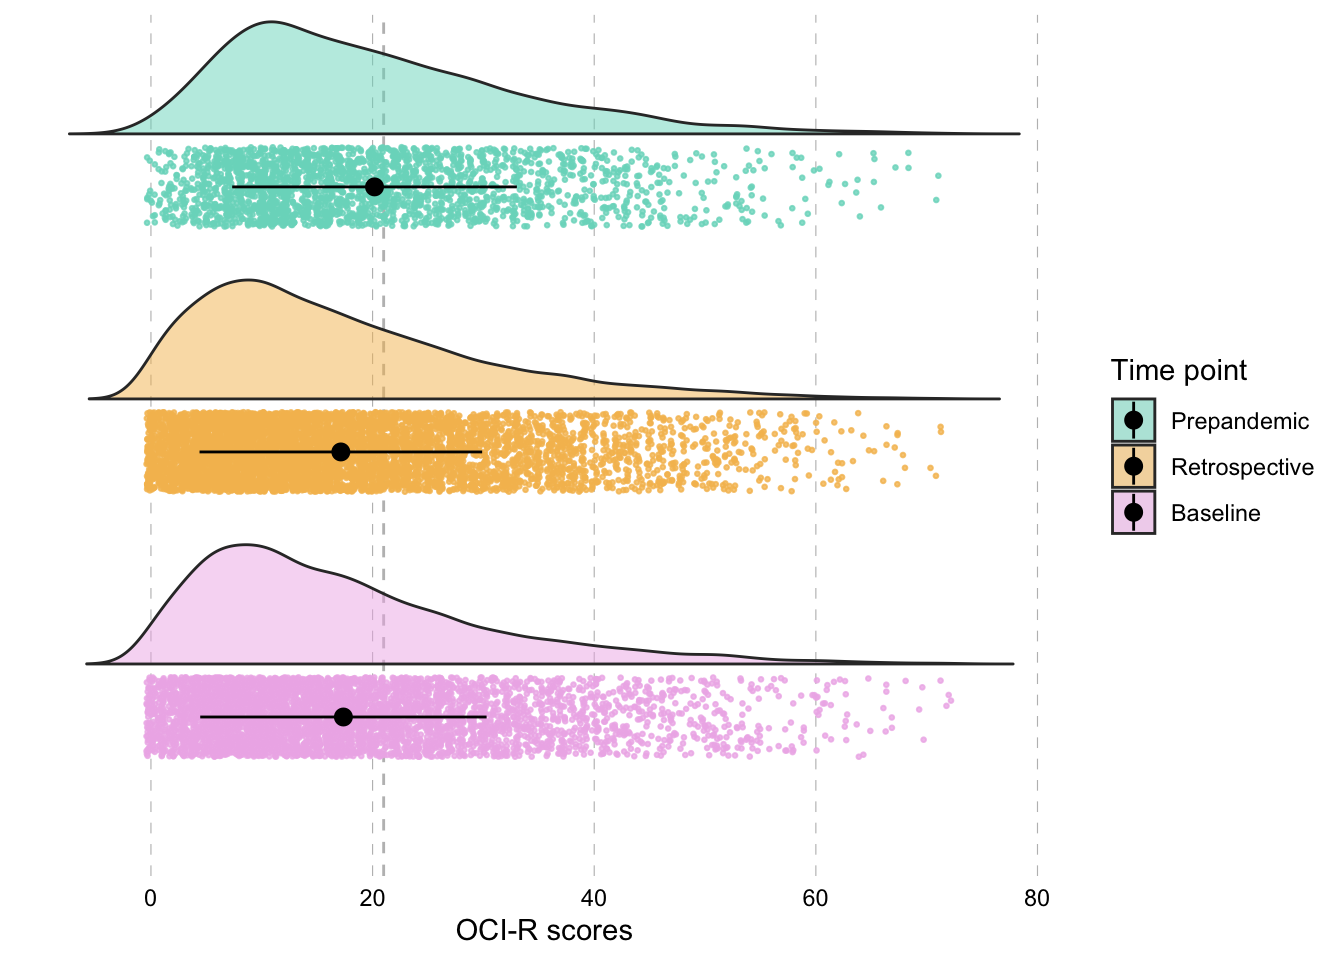 Time point
Prepandemic
Retrospective
Baseline
0 20 40 60 80
OCI-R scores